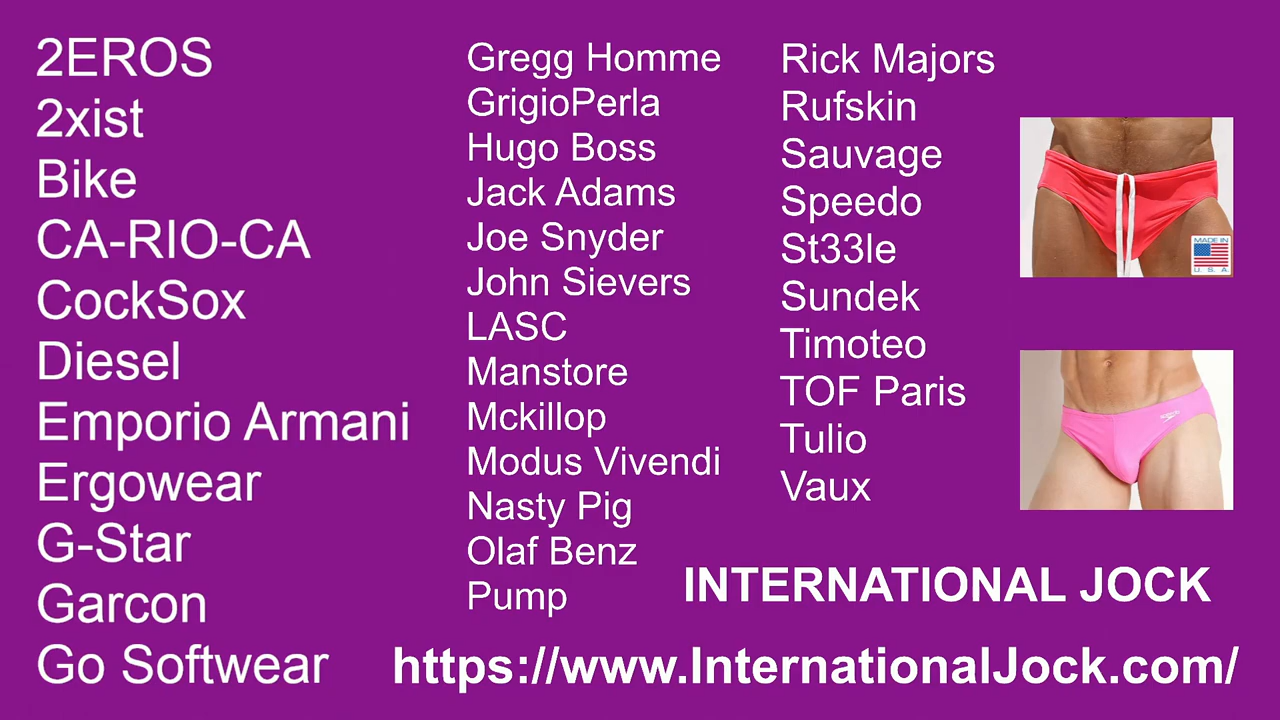 2EROS
2xist
Bike
CA-RIO-CA
CockSox
Diesel
Emporio Armani
Ergowear
G-Star
Garcon
Go Softwear
Gregg Homme
GrigioPerla
Hugo Boss
Jack Adams
Joe Snyder
John Sievers
LASC
Manstore
Mckillop
Modus Vivendi
Nasty Pig
Olaf Benz
Pump
Rick Majors
Rufskin
Sauvage
Speedo
St33le
Sundek
Timoteo
TOF Paris
Tulio
Vaux
MADE IN
U. S. A.
speedo
INTERNATIONAL JOCK
https://www.InternationalJock.com/